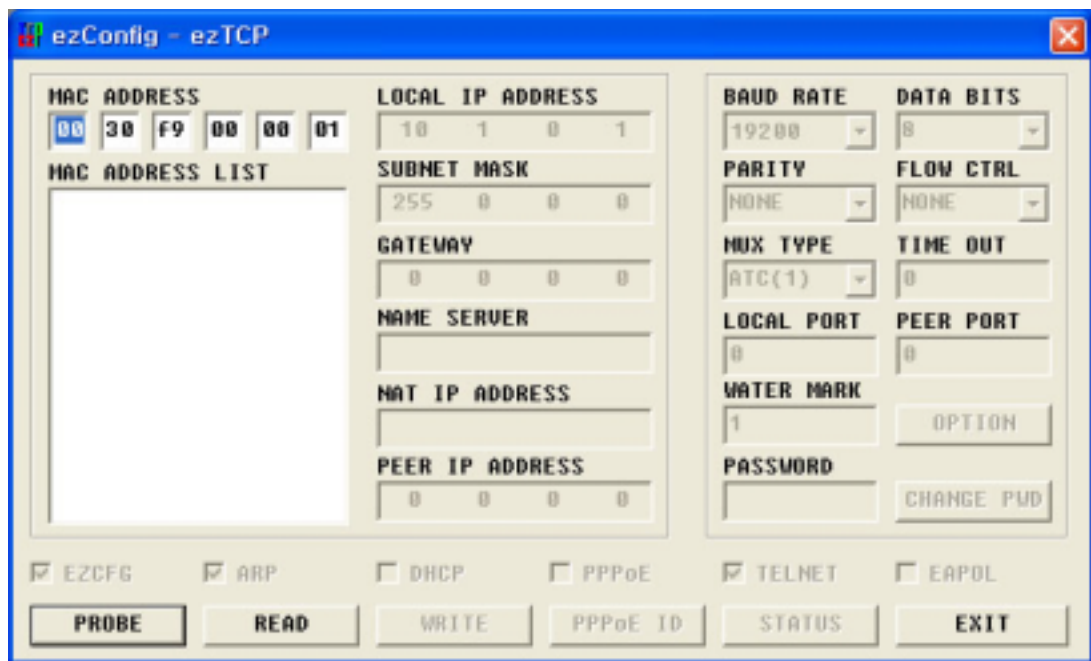 ezConfig - ezTCP
MAC ADDRESS
00 30 F9 00 00 01
MAC ADDRESS LIST
LOCAL IP ADDRESS
10 1 0 1
SUBNET MASK
255 0 0 0
GATEWAY
0 0 0 0
NAME SERVER
NAT IP ADDRESS
PEER IP ADDRESS
0 0 0 0
BAUD RATE DATA BITS
19200 8
PARITY FLOW CTRL
NONE NONE
MUX TYPE TIME OUT
ATC(1) 0
LOCAL PORT PEER PORT
0 0
WATER MARK
1 OPTION
PASSWORD
CHANGE PWD
EZCFG ARP DHCP PPPoE TELNET EAPOL
PROBE READ WRITE PPPoE ID STATUS EXIT